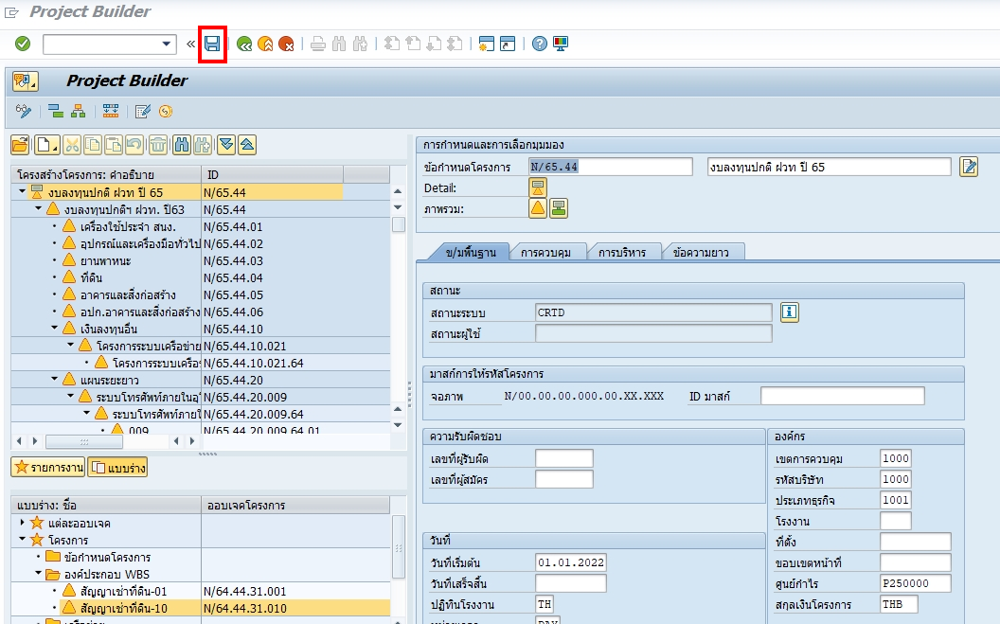 Project Builder
Project Builder
โครงสร้างโครงการ: คำอธิบาย ID
งบลงทุนปกติ ฝวท ปี 65 N/65.44
งบลงทุนปกติฯ ฝวท. ปี63 N/65.44
เครื่องใช้ประจำ สนง. N/65.44.01
อุปกรณ์และเครื่องมือทั่วไป N/65.44.02
ยานพาหนะ N/65.44.03
ที่ดิน N/65.44.04
อาคารและสิ่งก่อสร้าง N/65.44.05
อปก.อาคารและสิ่งก่อสร้าง N/65.44.06
เงินลงทุนอื่น N/65.44.10
โครงการระบบเครือข่าย N/65.44.10.021
โครงการระบบเครือ N/65.44.10.021.64
แผนระยะยาว N/65.44.20
ระบบโทรศัพท์ภายใน N/65.44.20.009
ระบบโทรศัพท์ภาย N/65.44.20.009.64
009 N/65.44.20.009.64.01
รายการงาน แบบร่าง
แบบร่าง: ชื่อ ออบเจคโครงการ
แต่ละออบเจค
โครงการ
ข้อกำหนดโครงการ
องค์ประกอบ WBS
สัญญาเช่าที่ดิน-01 N/64.44.31.001
สัญญาเช่าที่ดิน-10 N/64.44.31.010
เครือข่าย
การกำหนดและการเลือกมุมมอง
ข้อกำหนดโครงการ N/65.44 งบลงทุนปกติ ฝวท ปี 65
Detail:
ภาพรวม:
ข/มพื้นฐาน การควบคุม การบริหาร ข้อความยาว
สถานะ
สถานะระบบ CRTD
สถานะผู้ใช้
มาสก์การให้รหัสโครงการ
จอภาพ N/00.00.00.000.00.XX.XXX ID มาสก์
ความรับผิดชอบ
เลขที่ผู้รับผิด
เลขที่ผู้สมัคร
องค์กร
เขตการควบคุม 1000
รหัสบริษัท 1000
ประเภทธุรกิจ 1001
โรงงาน
ที่ตั้ง
ขอบเขตหน้าที่
ศูนย์กำไร P250000
สกุลเงินโครงการ THB
วันที่
วันที่เริ่มต้น 01.01.2022
วันที่เสร็จสิ้น
ปฏิทินโรงงาน TH
หน่วยเวลา DAY